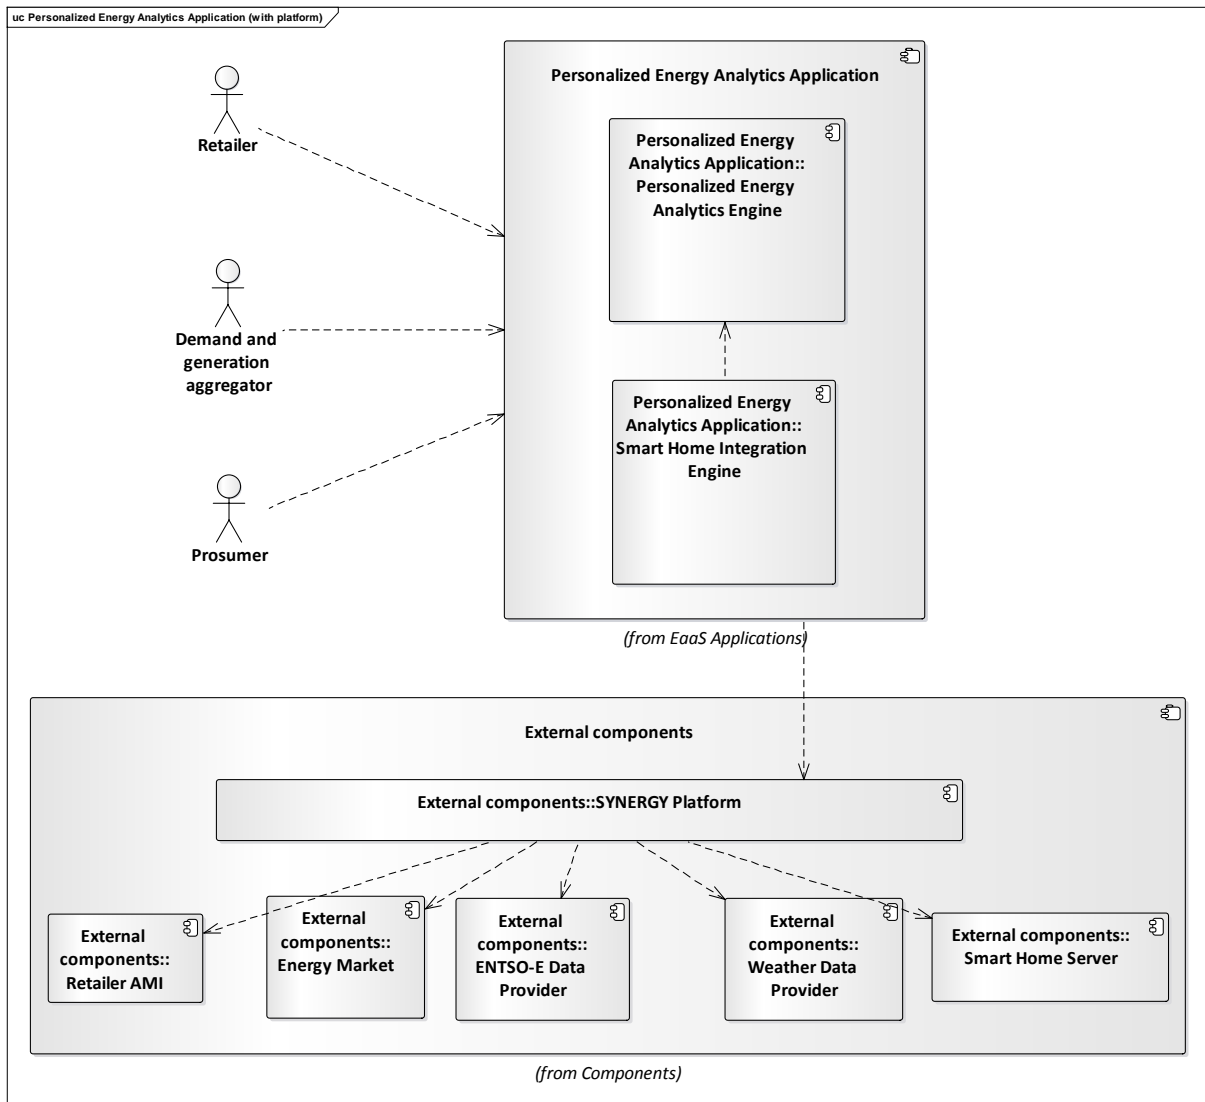 uc Personalized Energy Analytics Application (with platform)
Personalized Energy Analytics Application
Retailer
Personalized Energy
Analytics Application::
Personalized Energy
Analytics Engine
Demand and
generation
aggregator
Personalized Energy
Analytics Application::
Smart Home Integration
Engine
Prosumer
(from EaaS Applications)
External components
External components::SYNERGY Platform
External
components::
Retailer AMI
External
components::
Energy Market
External
components::
ENTSO-E Data
Provider
External
components::
Weather Data
Provider
External components::
Smart Home Server
(from Components)